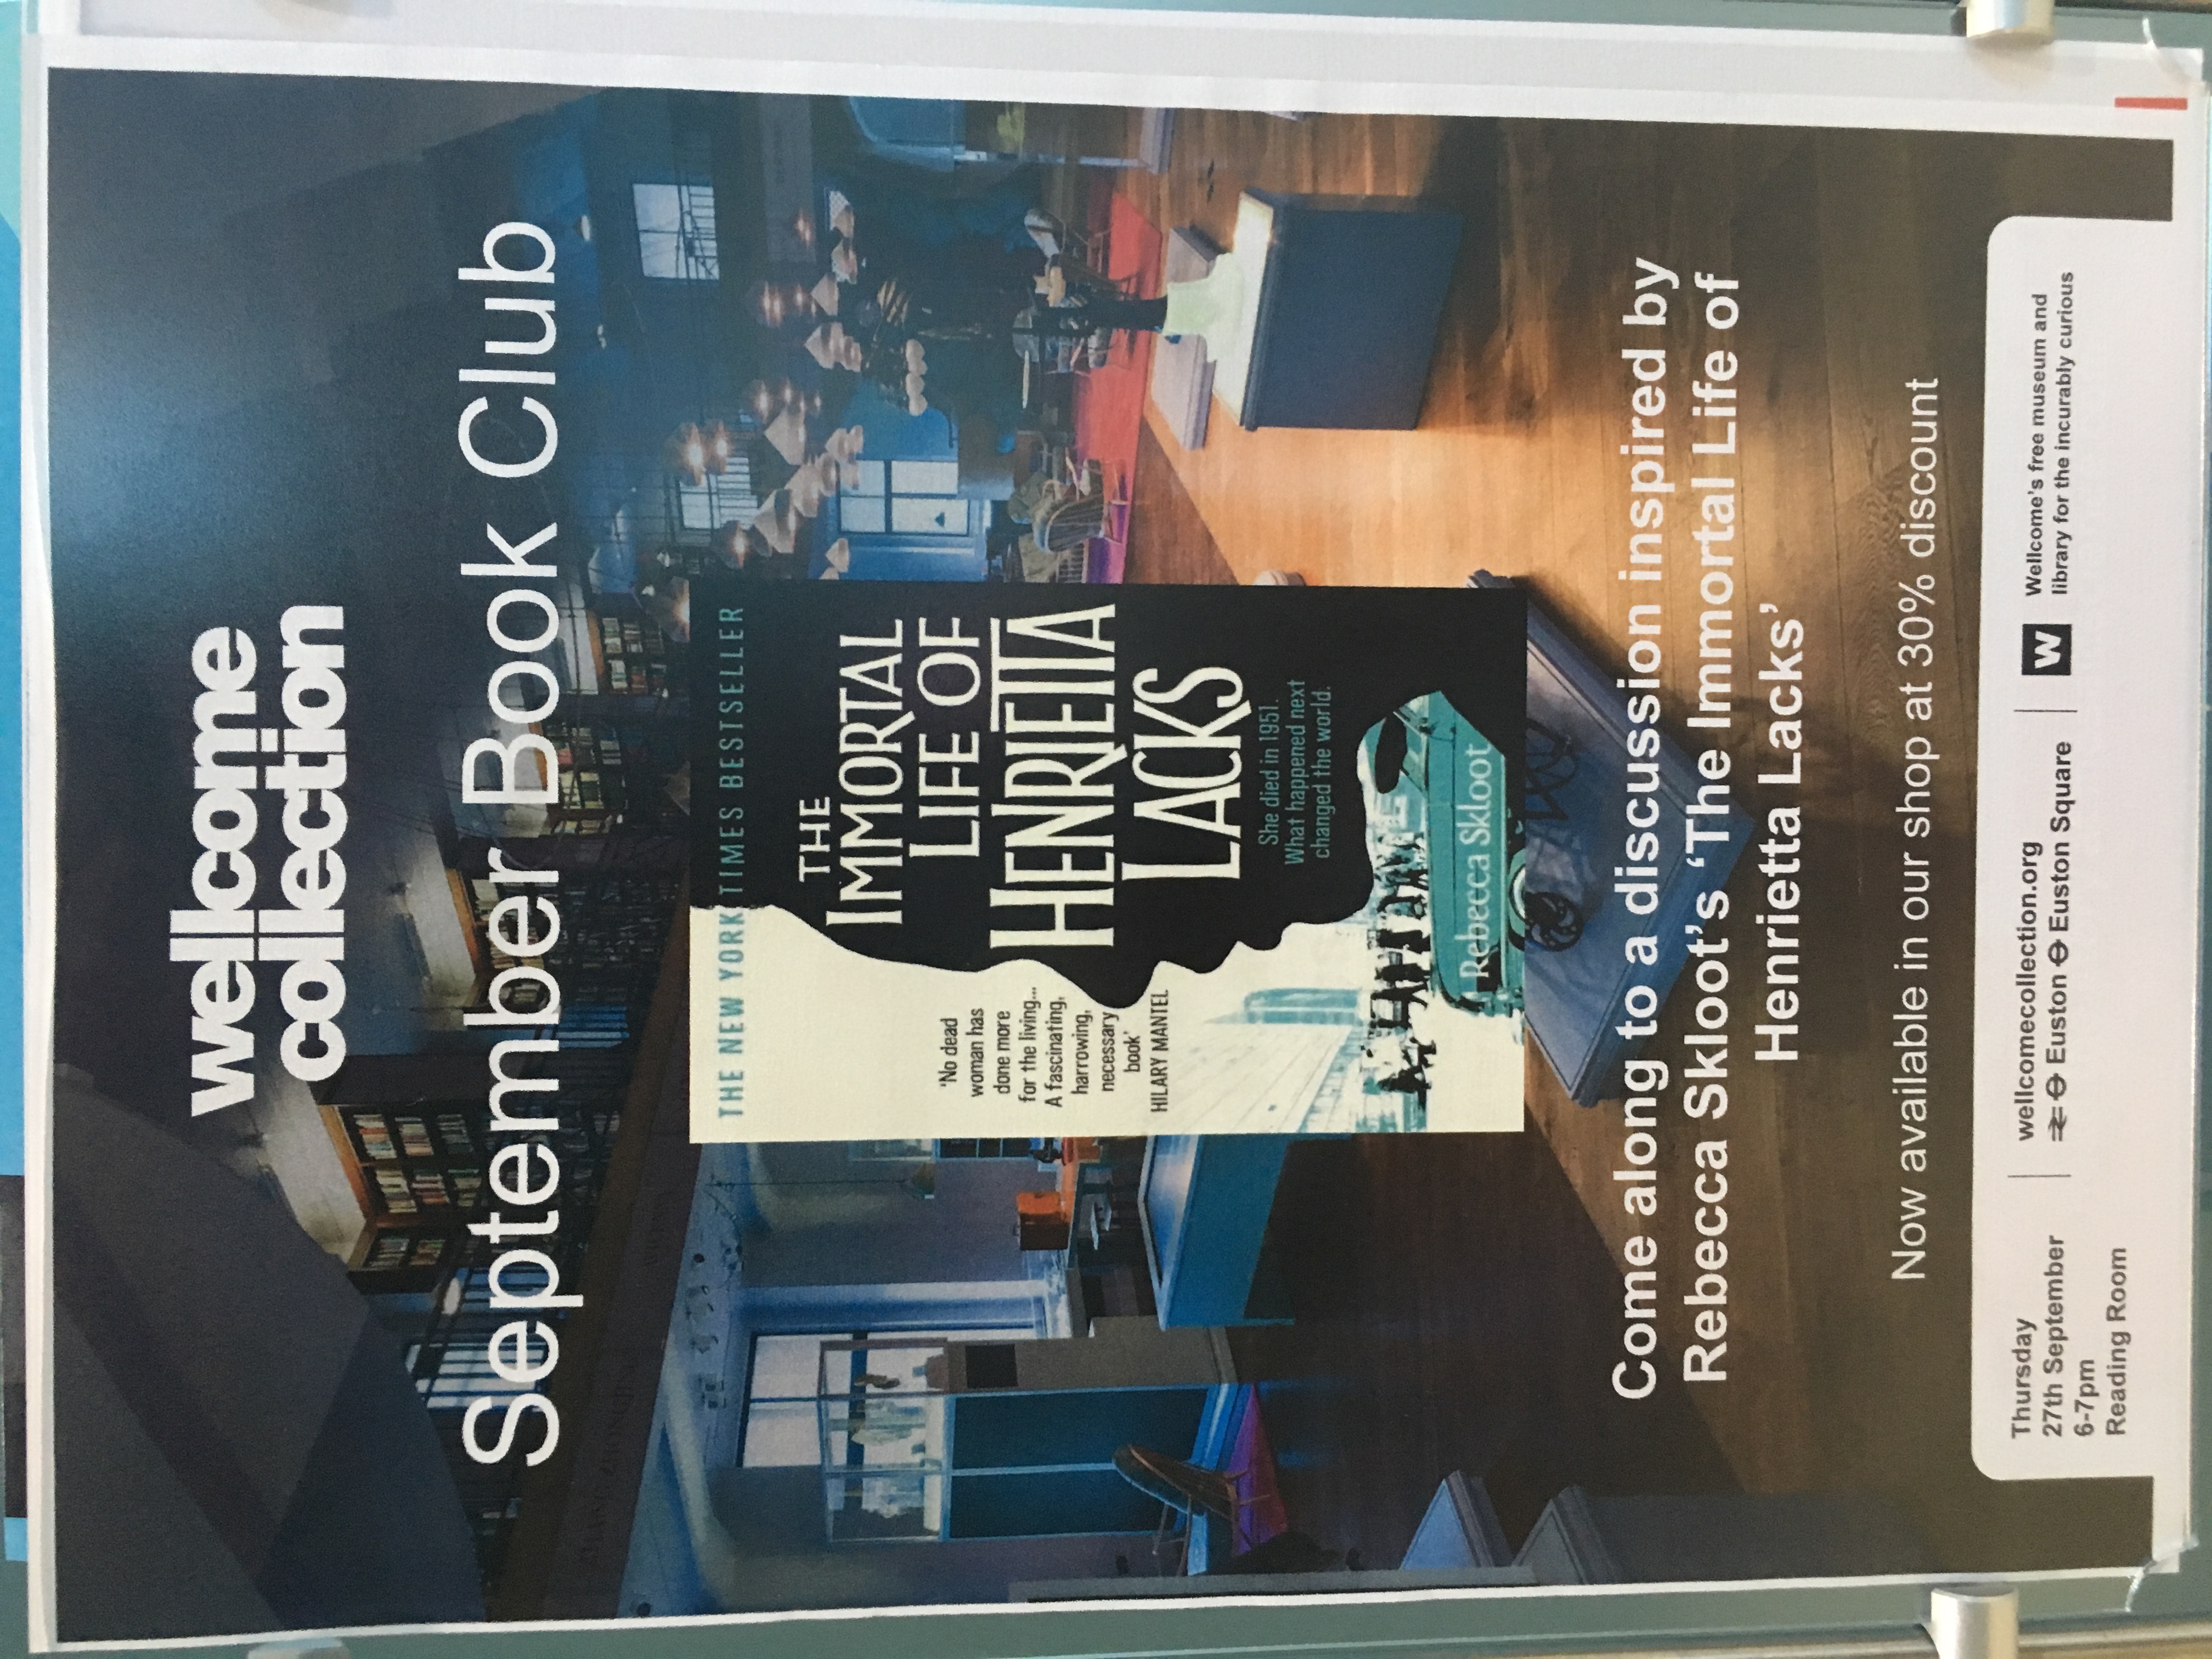 wellcome
collection
September Book Club
THE NEW YORK TIMES BESTSELLER
THE
IMMORTAL
LIFE OF
HENRIETTA
LACKS
'No dead
woman has
done more
for the living...
A fascinating,
harrowing,
necessary
book'
HILARY MANTEL
She died in 1951.
What happened next
changed the world.
Rebecca Skloot
Come along to a discussion inspired by
Rebecca Skloot's ‘The Immortal Life of
Henrietta Lacks’
Now available in our shop at 30% discount
Thursday
27th September
6-7pm
Reading Room
wellcomecollection.org
Euston Euston Square
W
Wellcome's free museum and
library for the incurably curious